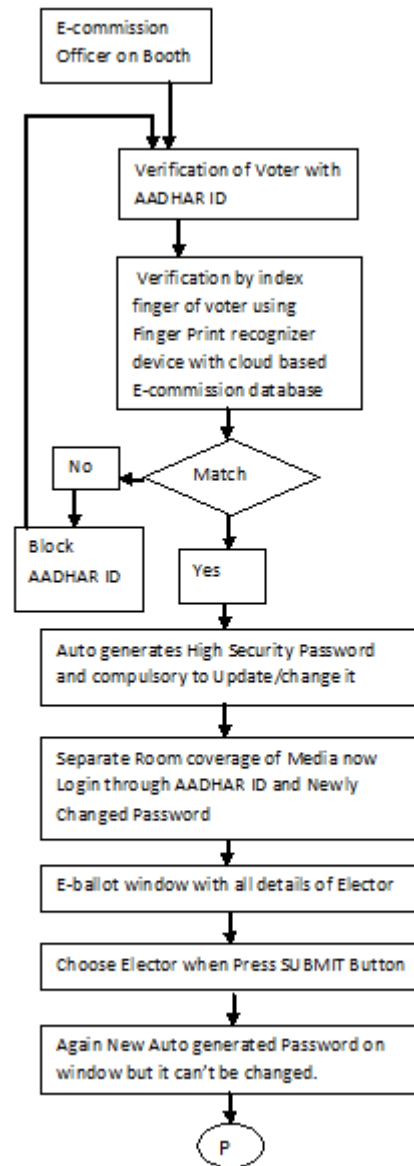 E-commission
Officer on Booth
Verification of Voter with
AADHAR ID
Verification by index
finger of voter using
Finger Print recognizer
device with cloud based
E-commission database
No
Match
Block
AADHAR ID
Yes
Auto generates High Security Password
and compulsory to Update/change it
Separate Room coverage of Media now
Login through AADHAR ID and Newly
Changed Password
E-ballot window with all details of Elector
Choose Elector when Press SUBMIT Button
Again New Auto generated Password on
window but it can't be changed.
P